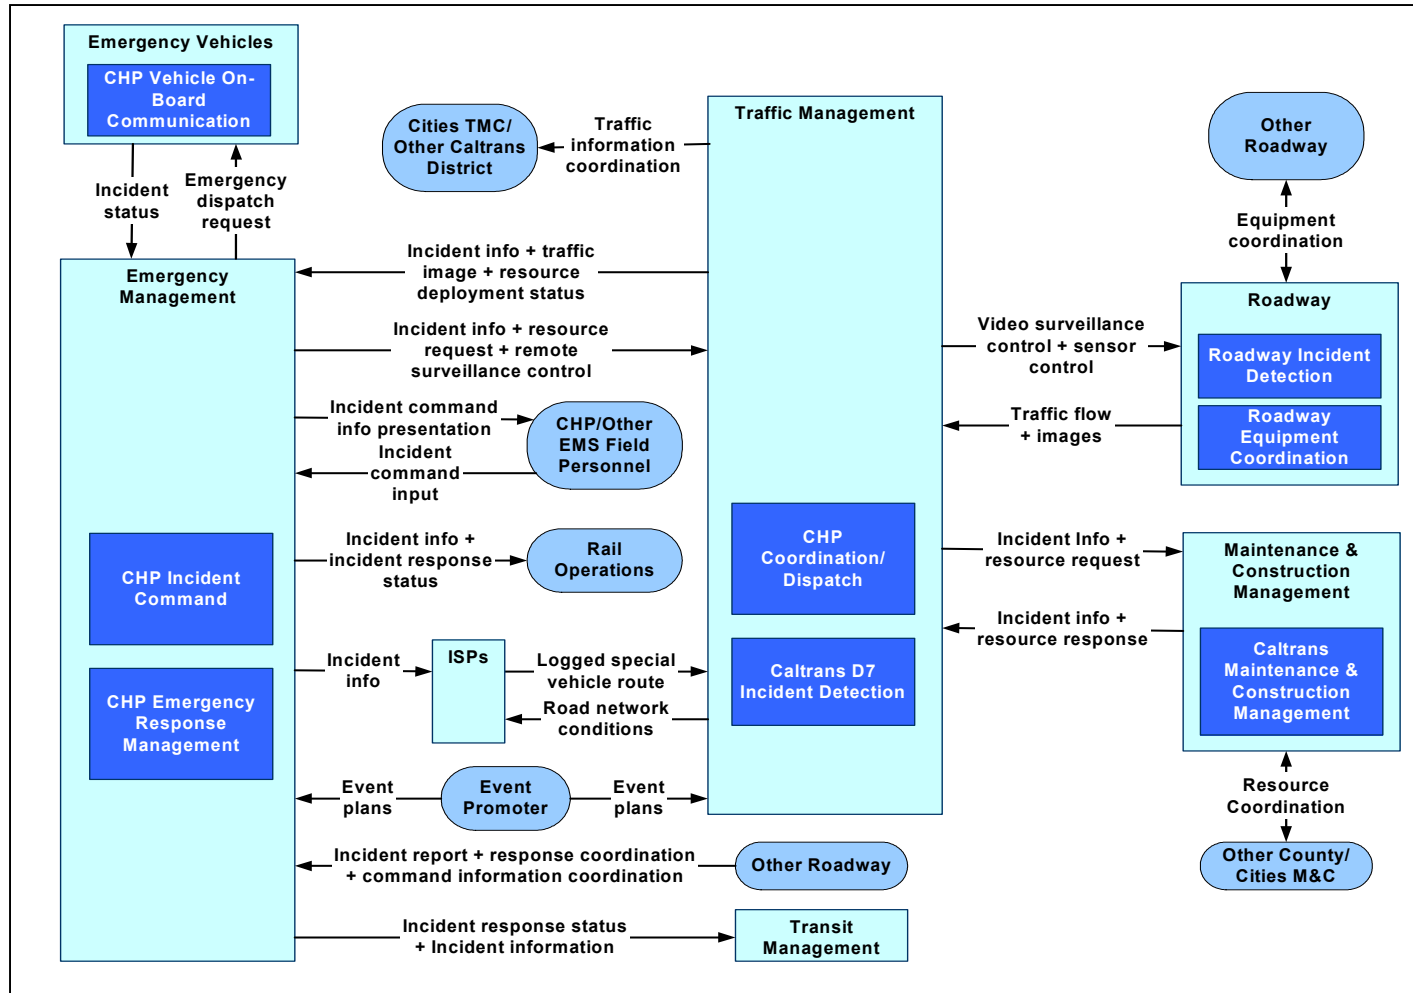 Emergency Vehicles
CHP Vehicle On-
Board
Communication
Incident
status
Emergency
dispatch
request
Emergency
Management
CHP Incident
Command
CHP Emergency
Response
Management
Cities TMC/
Other Caltrans
District
Traffic
information
coordination
Incident info + traffic
image + resource
deployment status
Incident info + resource
request + remote
surveillance control
Incident command
info presentation
CHP/Other
EMS Field
Personnel
Incident
command
input
Incident info +
incident response
status
Rail
Operations
Incident
info
ISPs
Logged special
vehicle route
Road network
conditions
Event
plans
Event
Promoter
Event
plans
Incident report + response coordination
+ command information coordination
Other Roadway
Incident response status
+ Incident information
Transit
Management
Traffic Management
CHP
Coordination/
Dispatch
Caltrans D7
Incident Detection
Other
Roadway
Equipment
coordination
Roadway
Roadway Incident
Detection
Roadway
Equipment
Coordination
Video surveillance
control + sensor
control
Traffic flow
+ images
Incident Info +
resource request
Incident info +
resource response
Maintenance &
Construction
Management
Caltrans
Maintenance &
Construction
Management
Resource
Coordination
Other County/
Cities M&C